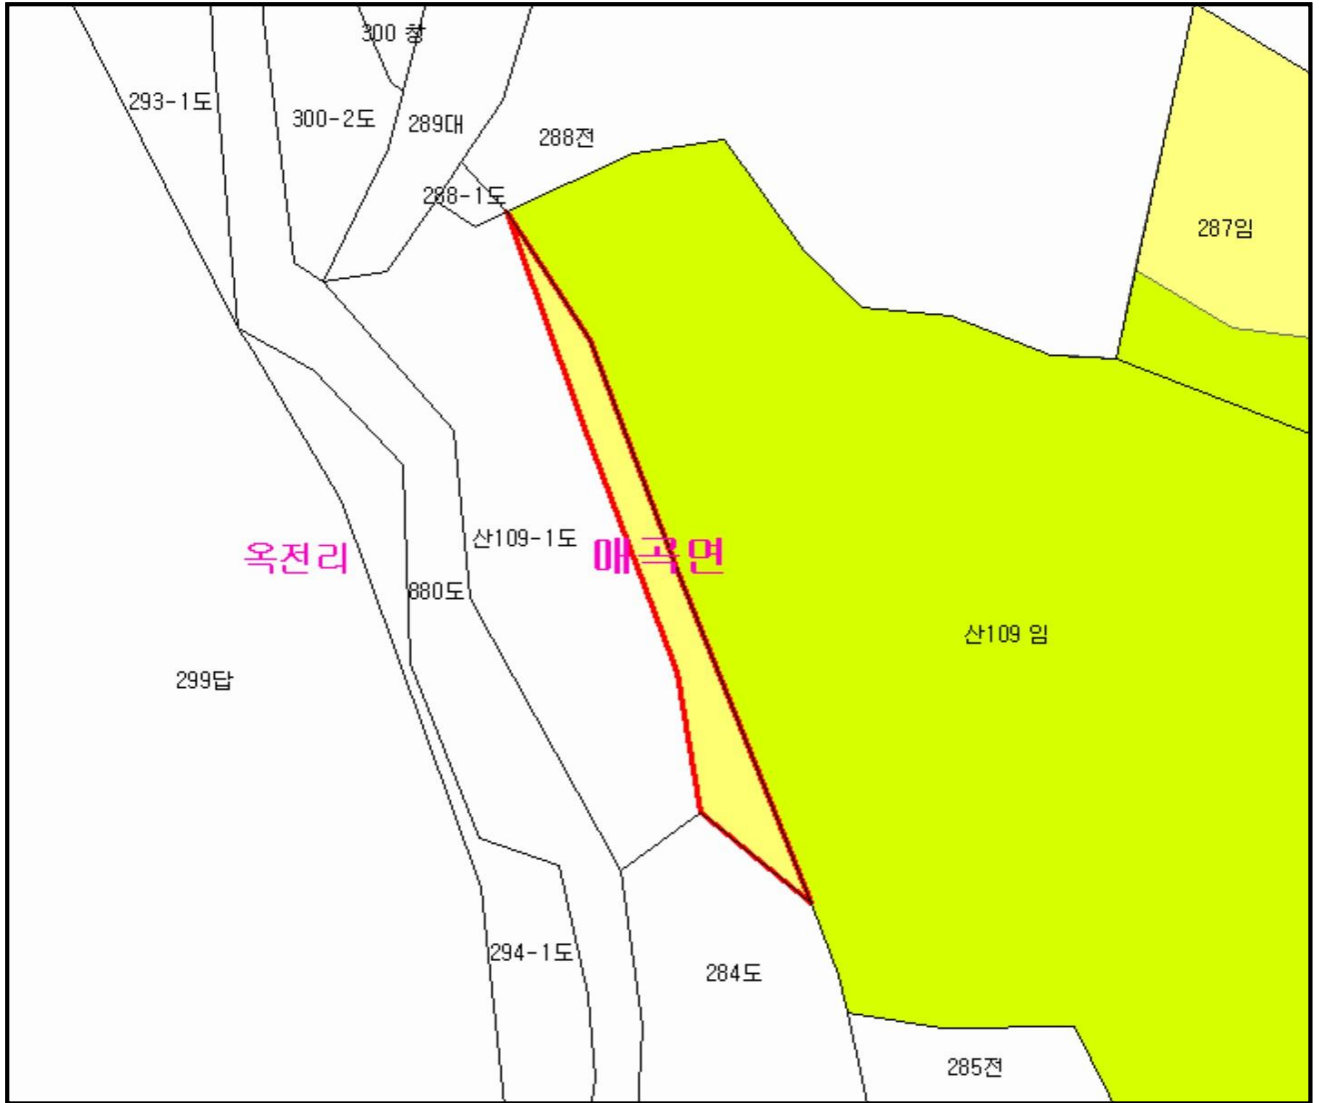 300 창
293-1도
300-2도
289대
288전
288-1도
287임
산109-1도
옥전리
매곡면
880도
산109 임
299답
294-1도
284도
285전